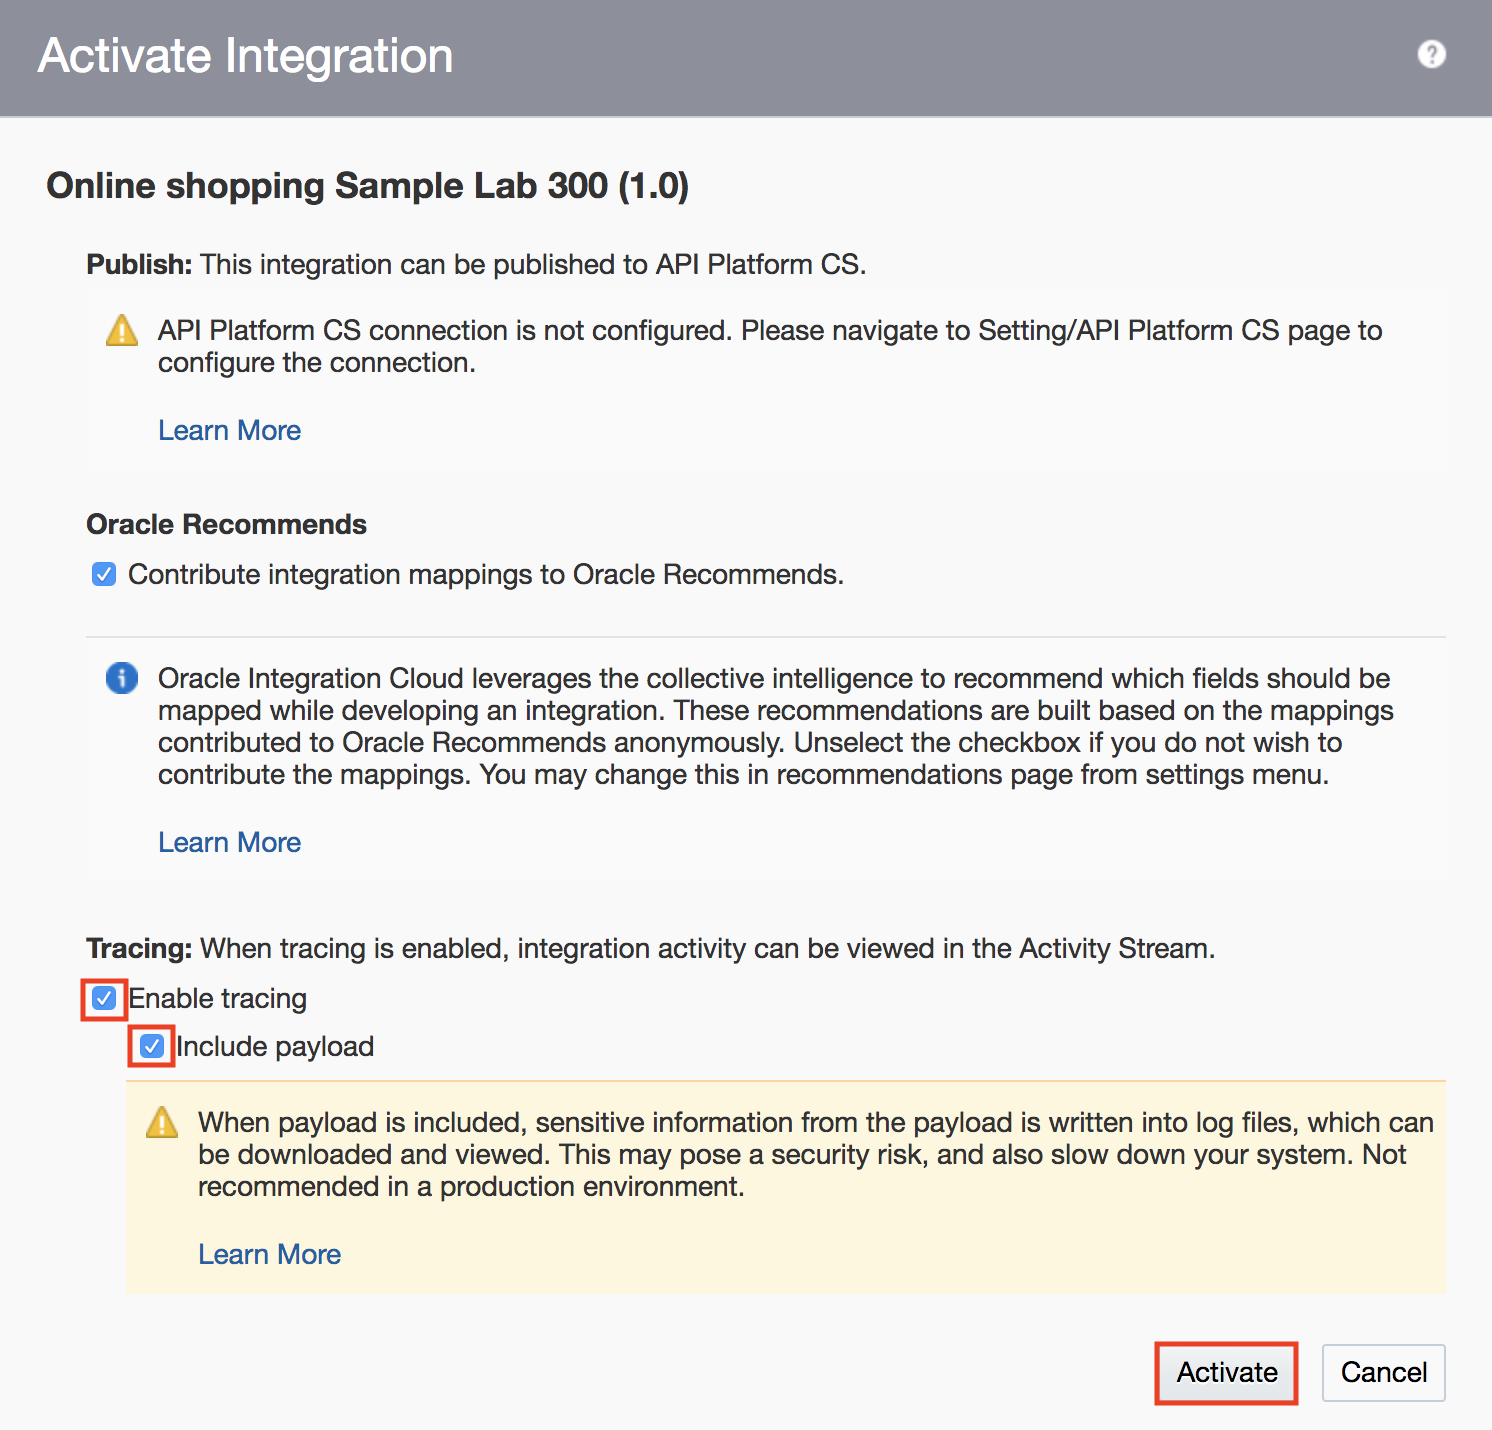 Activate Integration
?
Online shopping Sample Lab 300 (1.0)
Publish: This integration can be published to API Platform CS.
API Platform CS connection is not configured. Please navigate to Setting/API Platform CS page to
configure the connection.
Learn More
Oracle Recommends
Contribute integration mappings to Oracle Recommends.
Oracle Integration Cloud leverages the collective intelligence to recommend which fields should be
mapped while developing an integration. These recommendations are built based on the mappings
contributed to Oracle Recommends anonymously. Unselect the checkbox if you do not wish to
contribute the mappings. You may change this in recommendations page from settings menu.
Learn More
Tracing: When tracing is enabled, integration activity can be viewed in the Activity Stream.
Enable tracing
Include payload
When payload is included, sensitive information from the payload is written into log files, which can
be downloaded and viewed. This may pose a security risk, and also slow down your system. Not
recommended in a production environment.
Learn More
Activate
Cancel